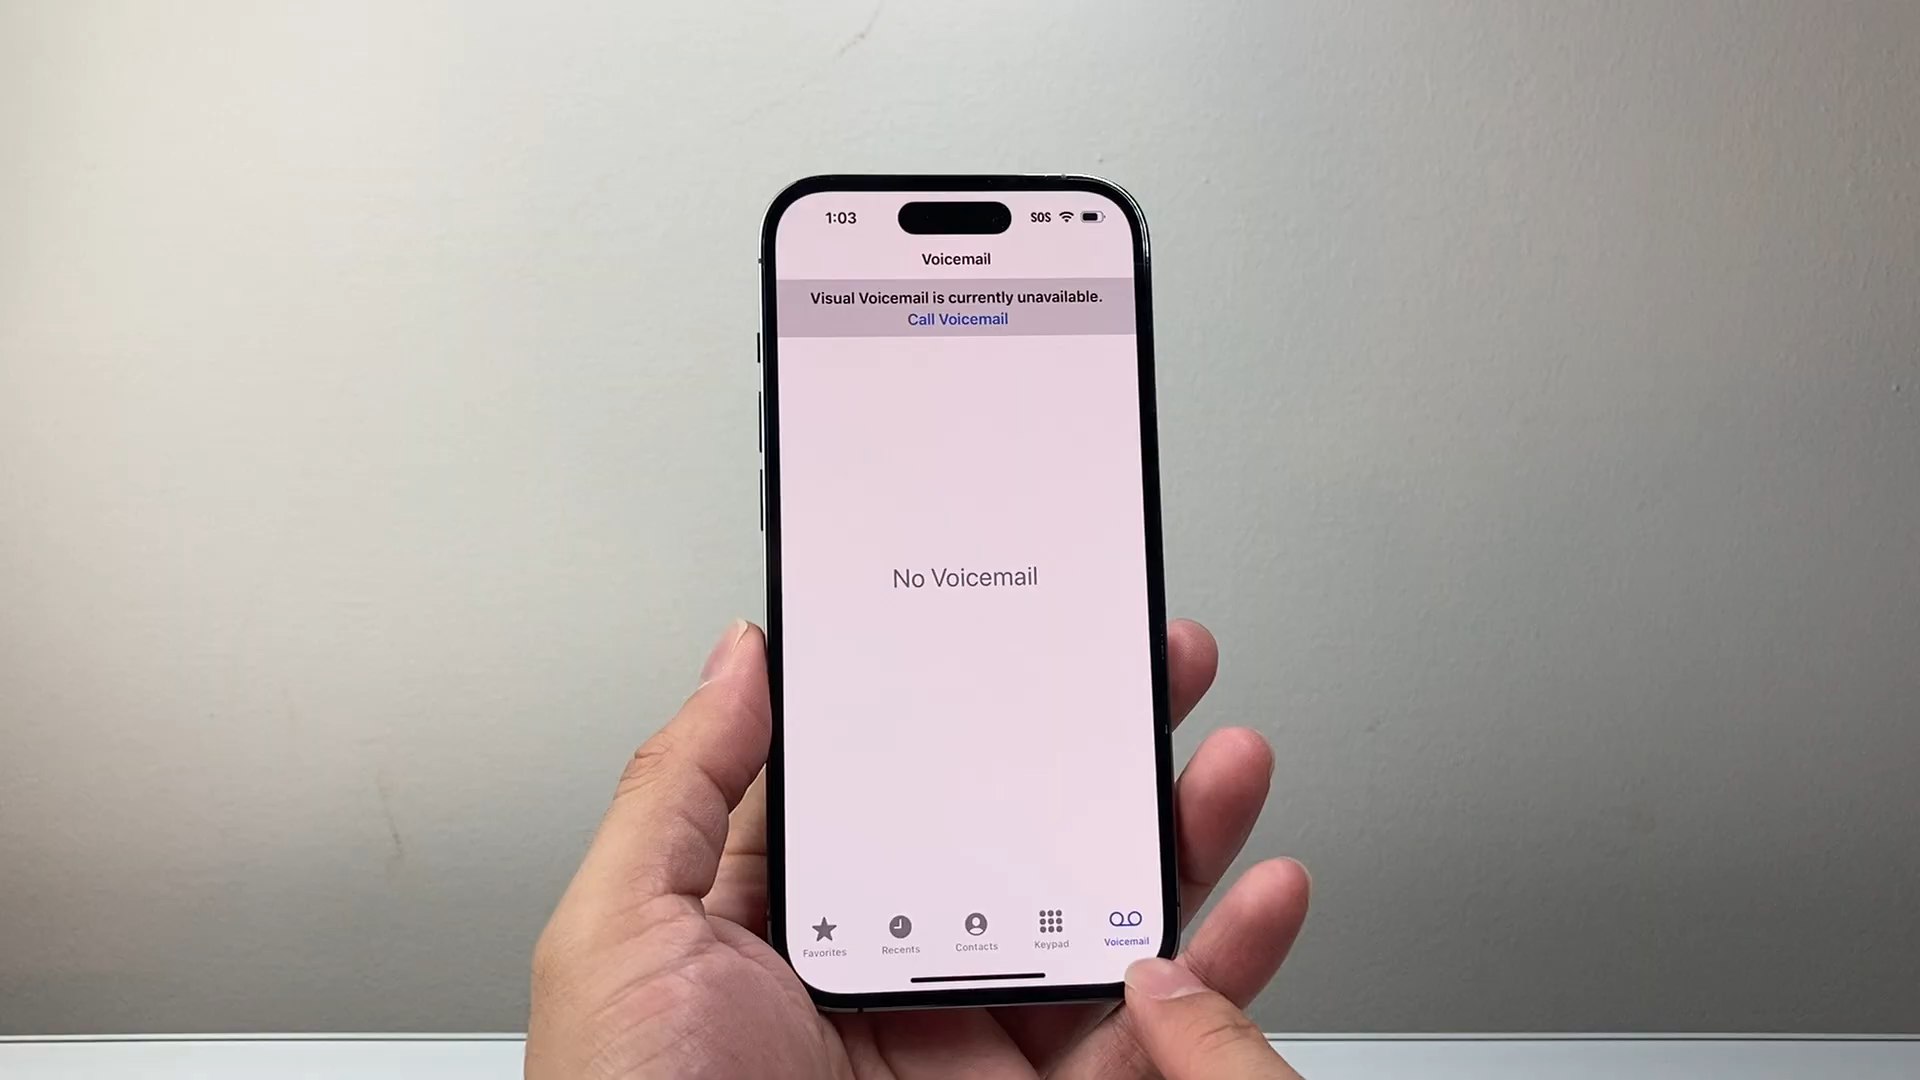 1:03
SOS
Voicemail
Visual Voicemail is currently unavailable.
Call Voicemail
No Voicemail
Favorites
Recents
Contacts
Keypad
Voicemail